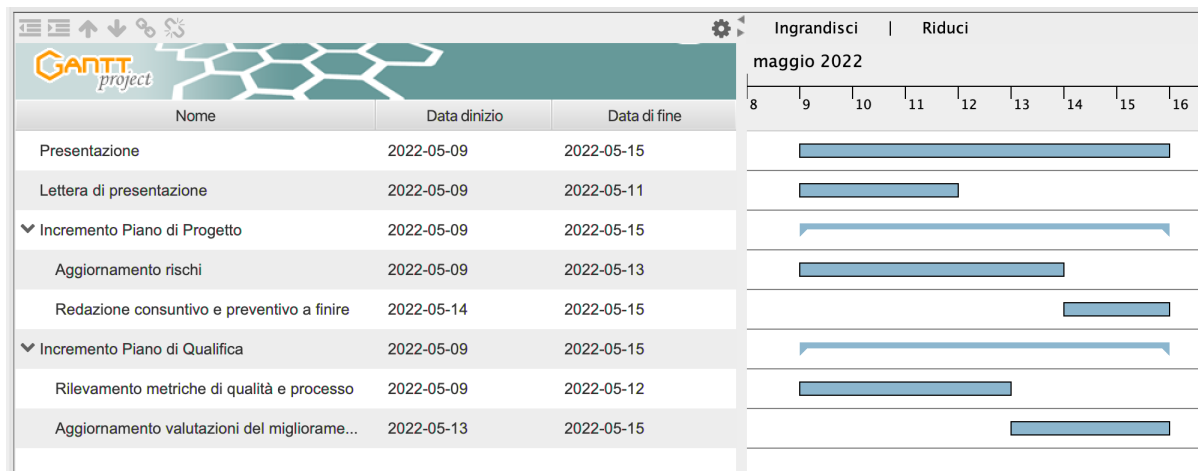 Ingrandisci | Riduci
GANTT
project
maggio 2022
8 9 10 11 12 13 14 15 16
Nome Data dinizio Data di fine
Presentazione 2022-05-09 2022-05-15
Lettera di presentazione 2022-05-09 2022-05-11
Incremento Piano di Progetto 2022-05-09 2022-05-15
Aggiornamento rischi 2022-05-09 2022-05-13
Redazione consuntivo e preventivo a finire 2022-05-14 2022-05-15
Incremento Piano di Qualifica 2022-05-09 2022-05-15
Rilevamento metriche di qualità e processo 2022-05-09 2022-05-12
Aggiornamento valutazioni del migliorame... 2022-05-13 2022-05-15